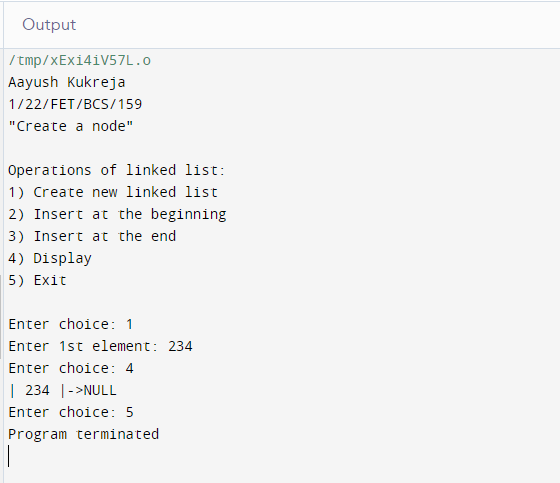 Output
/tmp/xExi4iV57L.o
Aayush Kukreja
1/22/FET/BCS/159
"Create a node"
Operations of linked list:
1) Create new linked list
2) Insert at the beginning
3) Insert at the end
4) Display
5) Exit
Enter choice: 1
Enter 1st element: 234
Enter choice: 4
| 234 |->NULL
Enter choice: 5
Program terminated